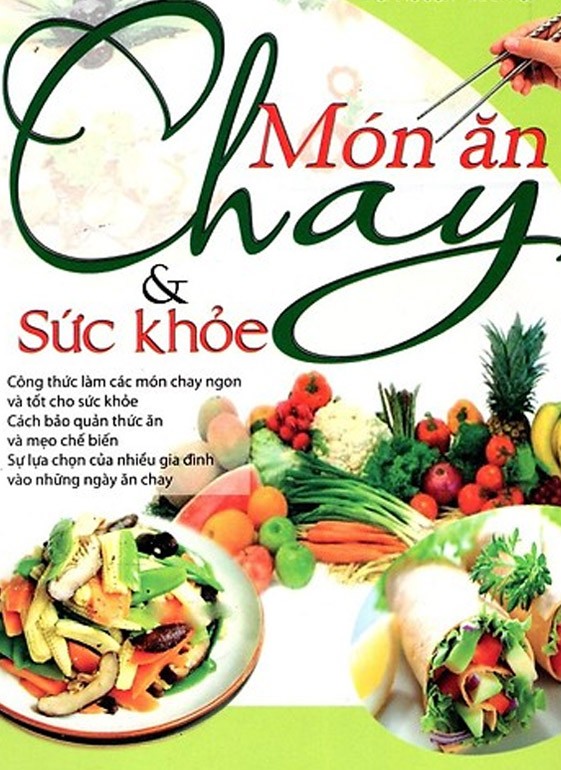 Món ăn
Chay
&
Sức khỏe
Công thức làm các món chay ngon
và tốt cho sức khỏe
Cách bảo quản thức ăn
và mẹo chế biến
Sự lựa chọn của nhiều gia đình
vào những ngày ăn chay